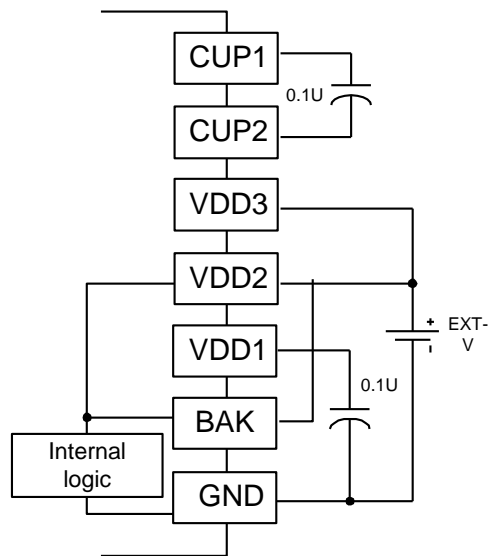 CUP1
0.1U
CUP2
VDD3
VDD2
VDD1
+
EXT-
V
-
0.1U
BAK
Internal
logic
GND